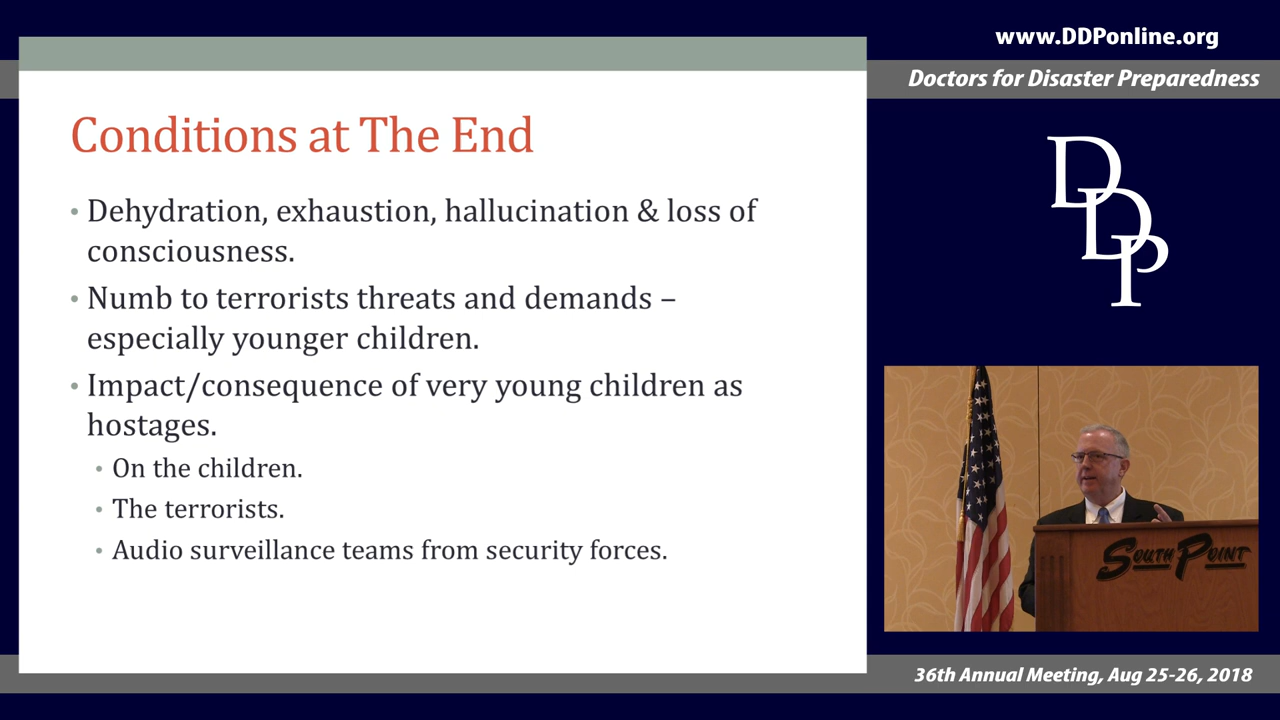 www.DDPonline.org
Doctors for Disaster Preparedness
Conditions at The End
• Dehydration, exhaustion, hallucination & loss of
consciousness.
• Numb to terrorists threats and demands –
especially younger children.
• Impact/consequence of very young children as
hostages.
• On the children.
• The terrorists.
• Audio surveillance teams from security forces.
DDP
SOUTH POINT
36th Annual Meeting, Aug 25-26, 2018